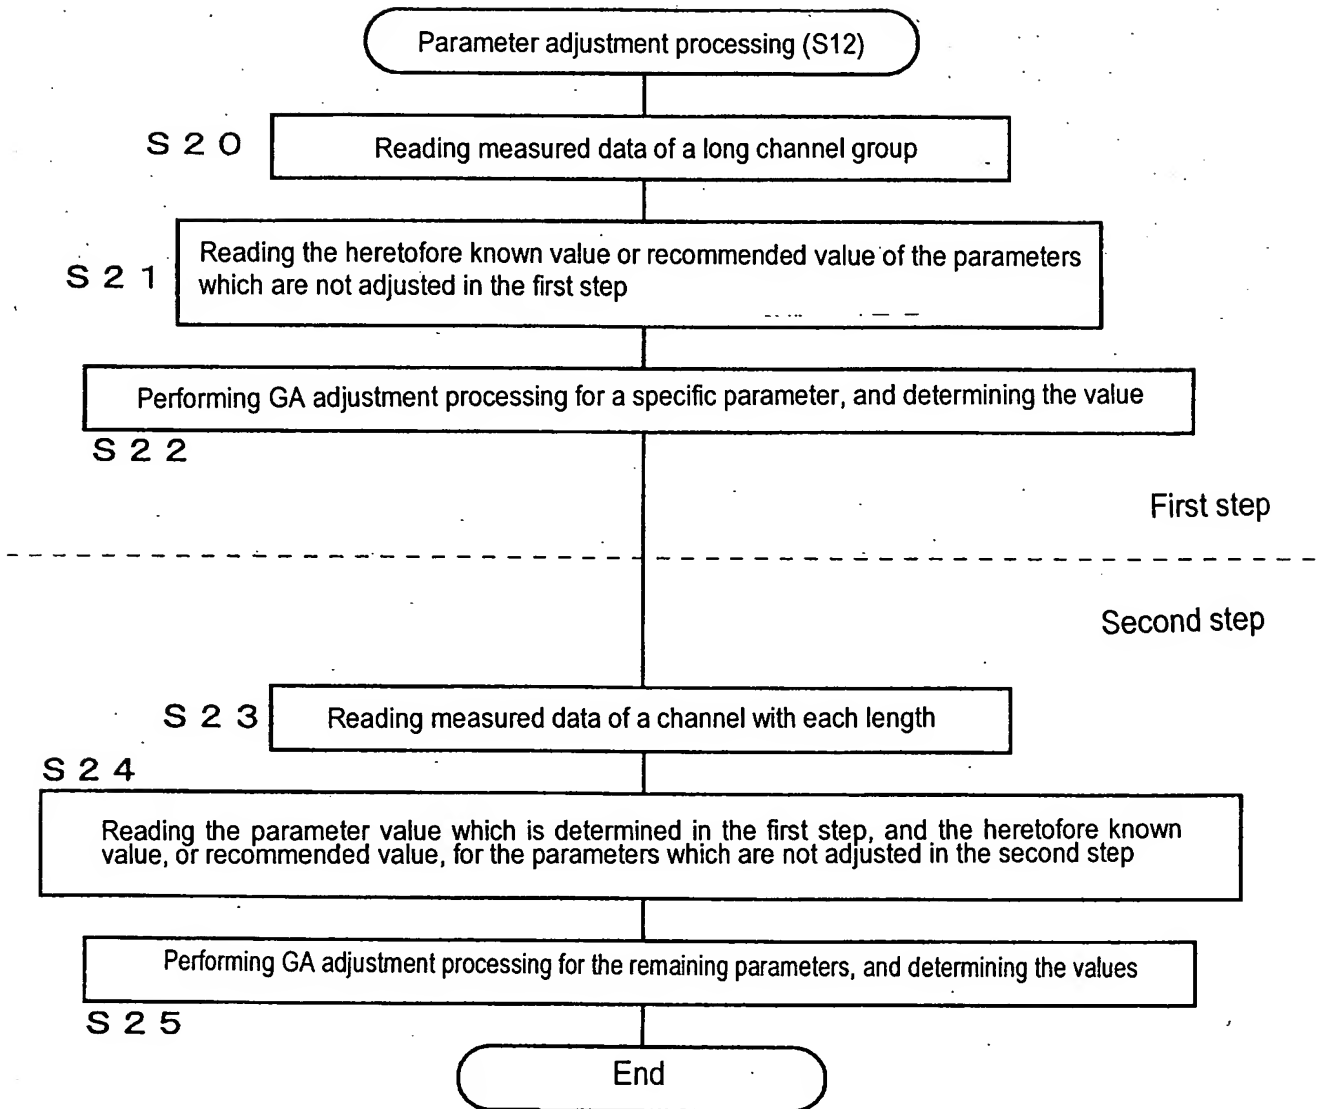 Parameter adjustment processing (S12)
S20
Reading measured data of a long channel group
S21
Reading the heretofore known value or recommended value of the parameters
which are not adjusted in the first step
Performing GA adjustment processing for a specific parameter, and determining the value
S22
First step
Second step
S23
Reading measured data of a channel with each length
S24
Reading the parameter value which is determined in the first step, and the heretofore known
value, or recommended value, for the parameters which are not adjusted in the second step
Performing GA adjustment processing for the remaining parameters, and determining the values
S25
End